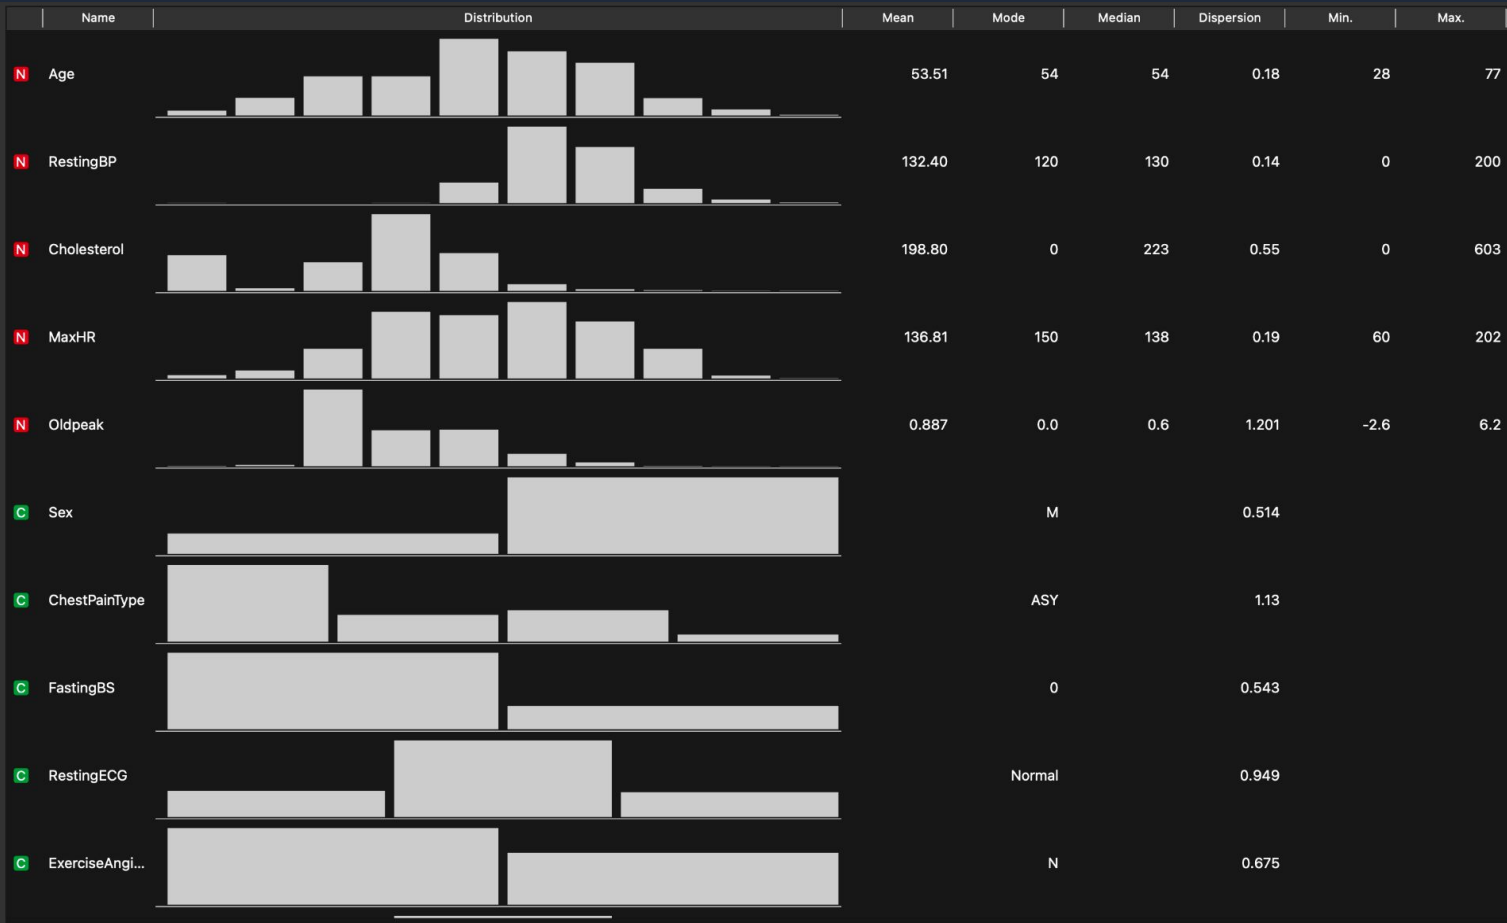 Name Distribution Mean Mode Median Dispersion Min. Max.
N Age 53.51 54 54 0.18 28 77
N RestingBP 132.40 120 130 0.14 0 200
N Cholesterol 198.80 0 223 0.55 0 603
N MaxHR 136.81 150 138 0.19 60 202
N Oldpeak 0.887 0.0 0.6 1.201 -2.6 6.2
C Sex M 0.514
C ChestPainType ASY 1.13
C FastingBS 0 0.543
C RestingECG Normal 0.949
C ExerciseAngi... N 0.675